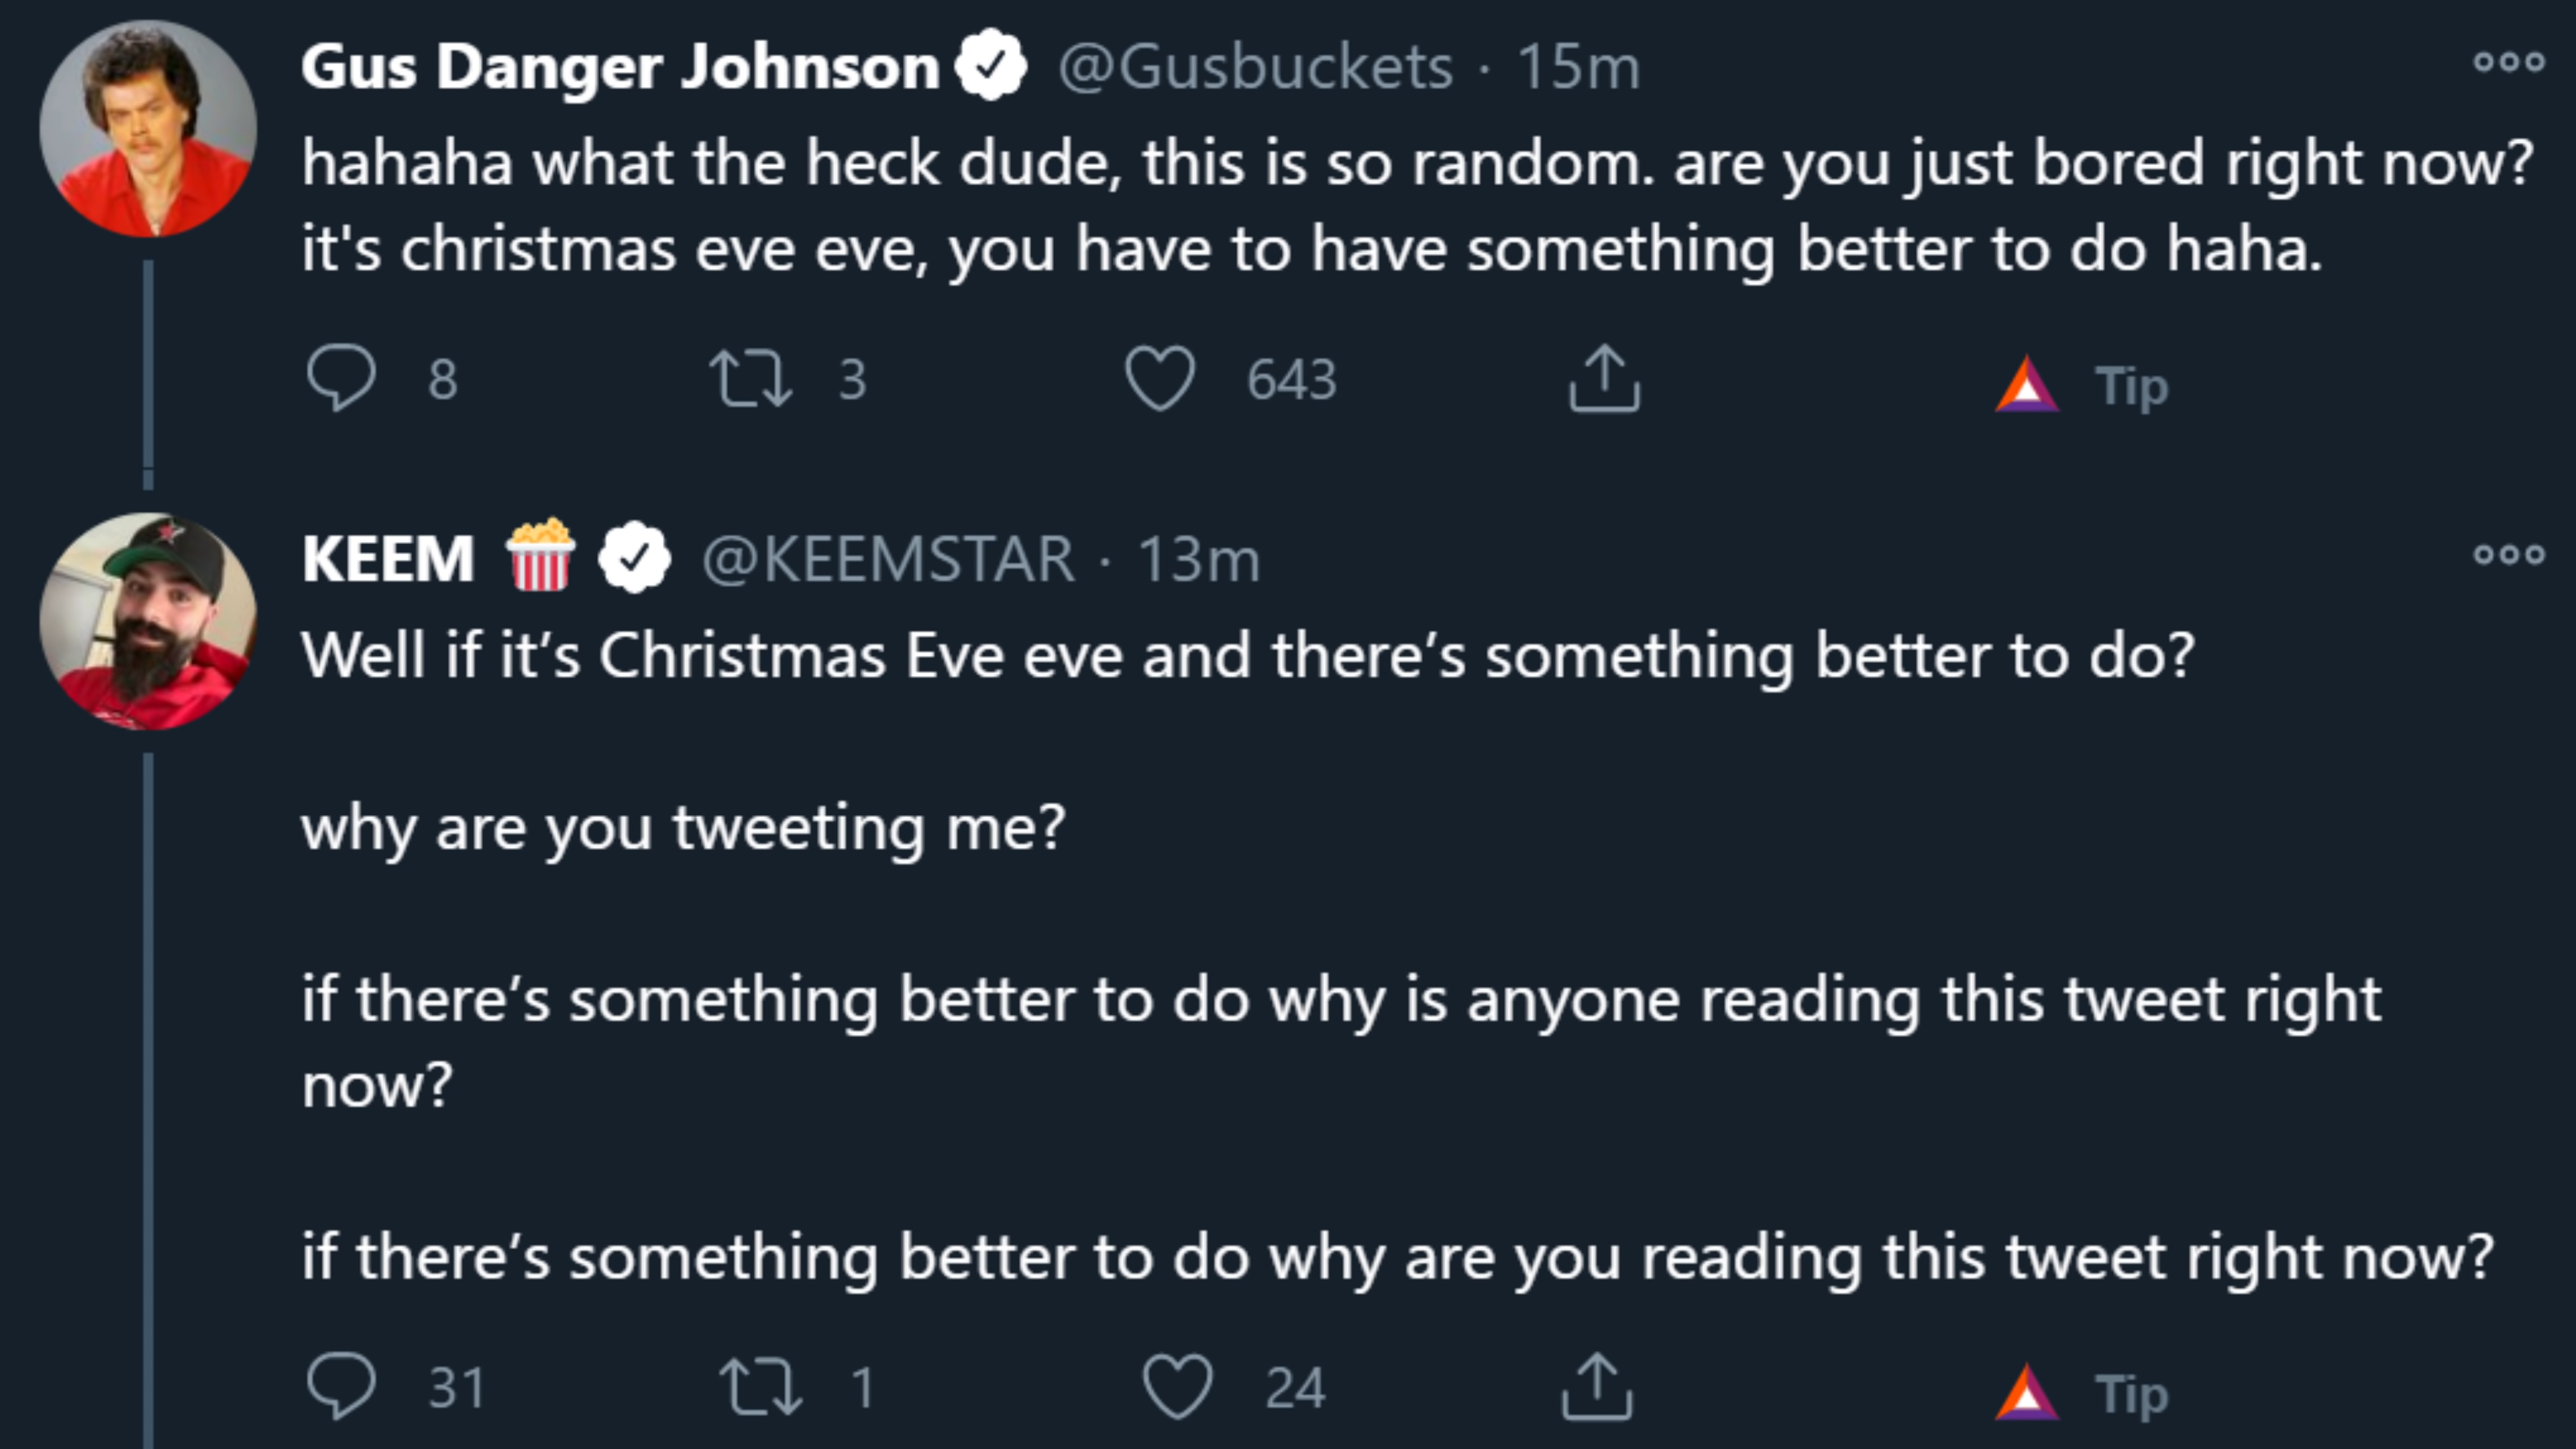 Gus Danger Johnson @Gusbuckets · 15m
hahaha what the heck dude, this is so random. are you just bored right now?
it's christmas eve eve, you have to have something better to do haha.
8 3 643 Tip
KEEM 🍿 @KEEMSTAR · 13m
Well if it’s Christmas Eve eve and there’s something better to do?
why are you tweeting me?
if there’s something better to do why is anyone reading this tweet right
now?
if there’s something better to do why are you reading this tweet right now?
31 1 24 Tip